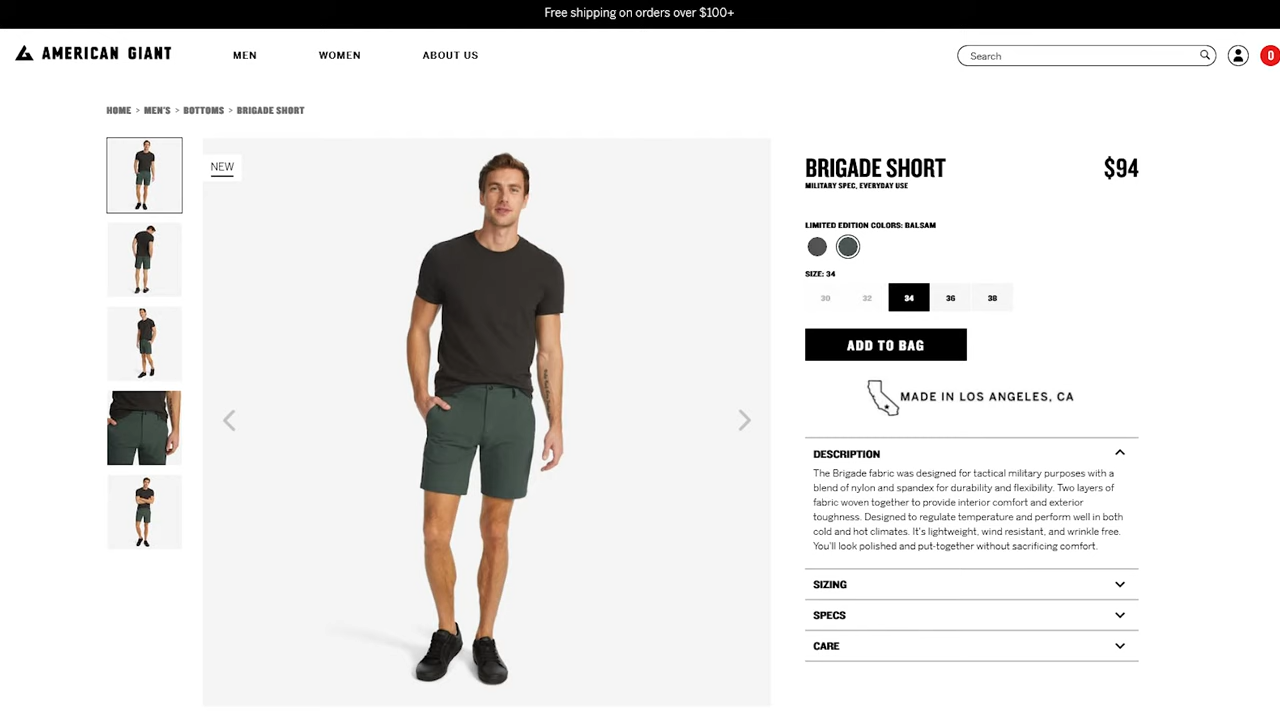 Free shipping on orders over $100+
AMERICAN GIANT
MEN
WOMEN
ABOUT US
Search
0
HOME > MEN'S > BOTTOMS > BRIGADE SHORT
NEW
BRIGADE SHORT
$94
MILITARY SPEC, EVERYDAY USE
LIMITED EDITION COLORS: BALSAM
SIZE: 34
30 32 34 36 38
ADD TO BAG
MADE IN LOS ANGELES, CA
DESCRIPTION
The Brigade fabric was designed for tactical military purposes with a
blend of nylon and spandex for durability and flexibility. Two layers of
fabric woven together to provide interior comfort and exterior
toughness. Designed to regulate temperature and perform well in both
cold and hot climates. It's lightweight, wind resistant, and wrinkle free.
You'll look polished and put-together without sacrificing comfort.
SIZING
SPECS
CARE